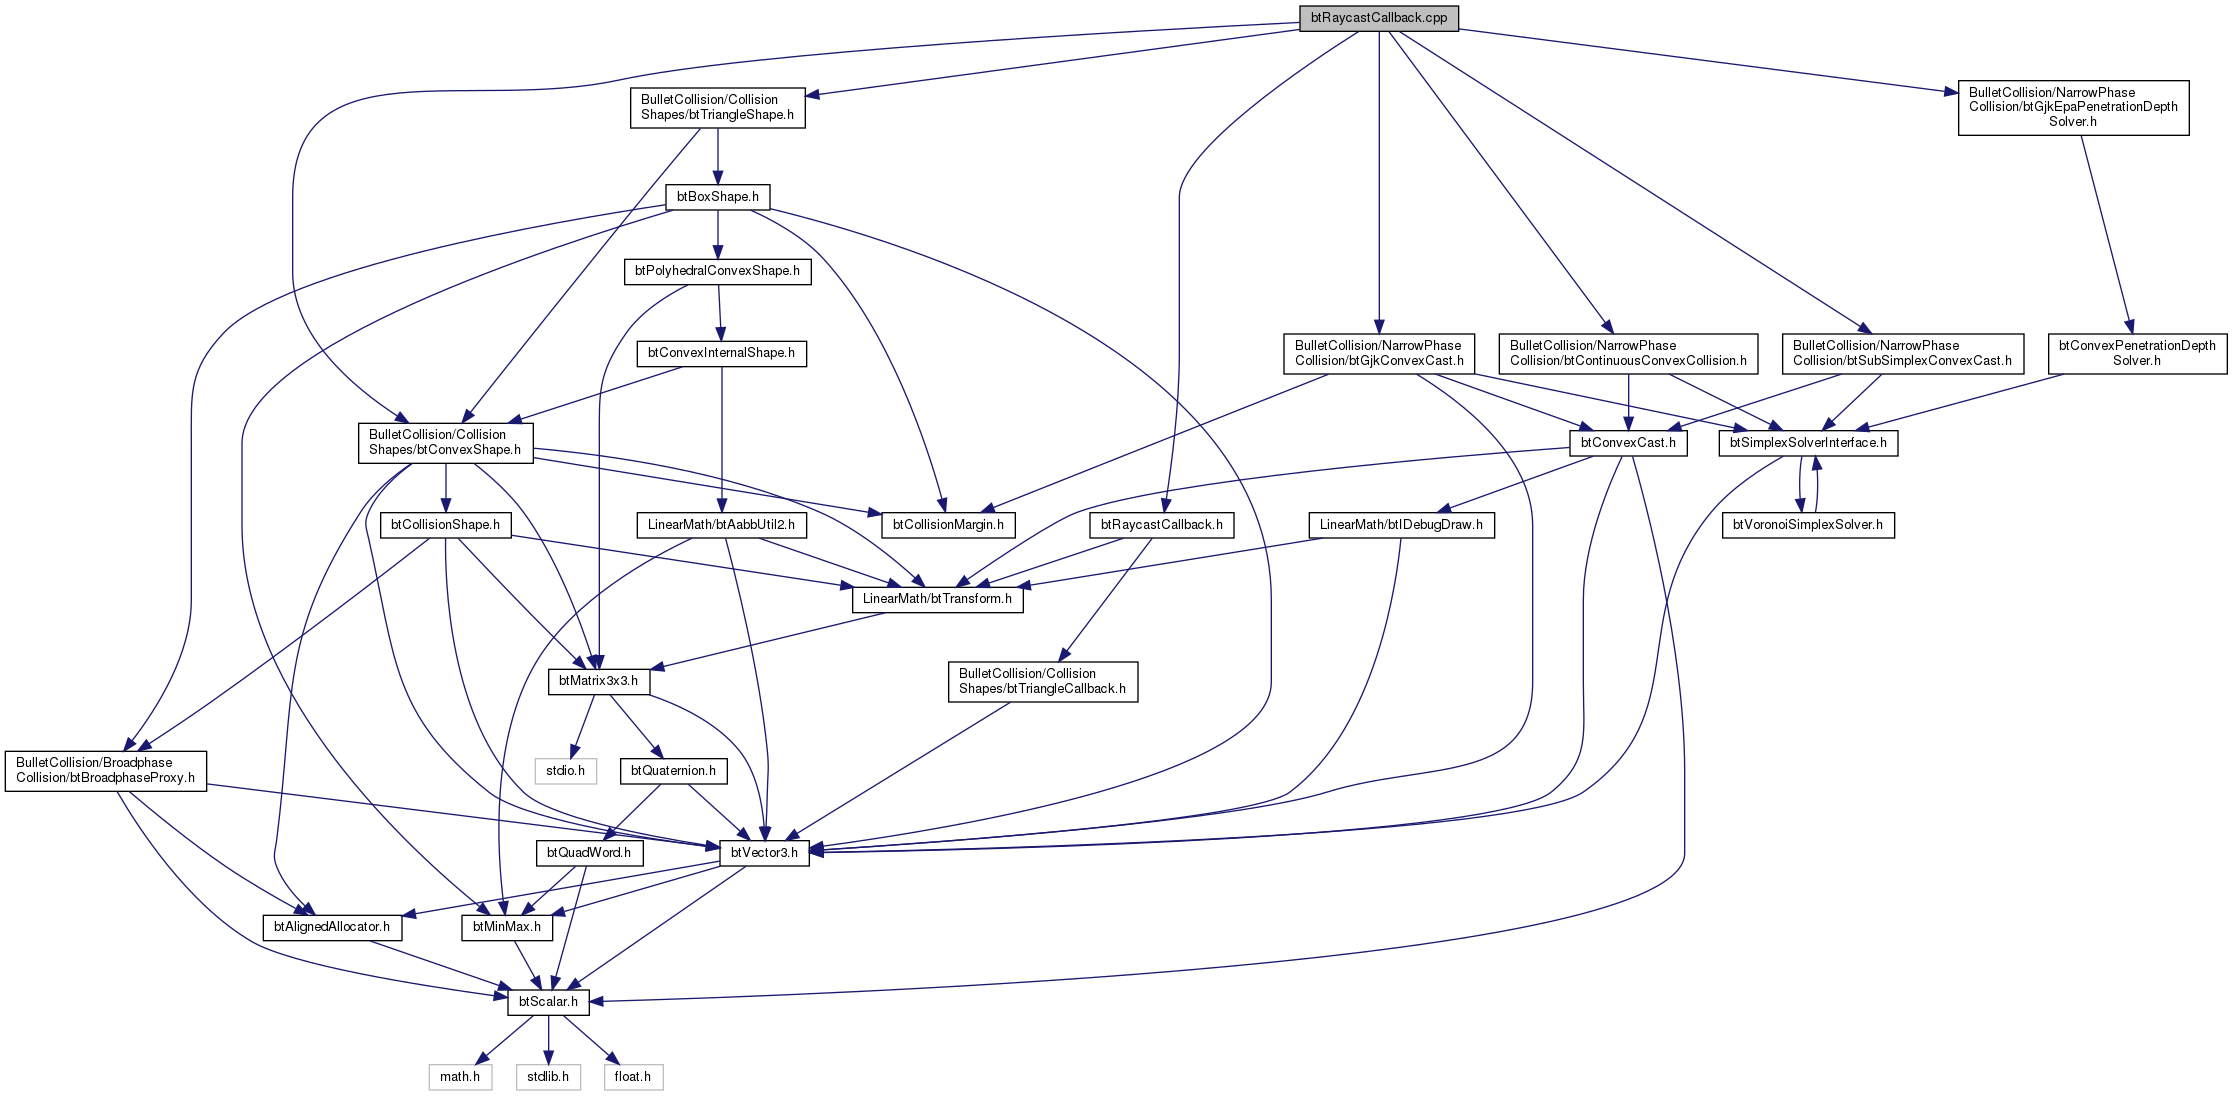 btRaycastCallback.cpp
BulletCollision/Collision
Shapes/btTriangleShape.h
BulletCollision/NarrowPhase
Collision/btGjkEpaPenetrationDepth
Solver.h
btBoxShape.h
btPolyhedralConvexShape.h
btConvexInternalShape.h
BulletCollision/NarrowPhase
Collision/btGjkConvexCast.h
BulletCollision/NarrowPhase
Collision/btContinuousConvexCollision.h
BulletCollision/NarrowPhase
Collision/btSubSimplexConvexCast.h
btConvexPenetrationDepth
Solver.h
BulletCollision/Collision
Shapes/btConvexShape.h
btConvexCast.h
btSimplexSolverInterface.h
btCollisionShape.h
LinearMath/btAabbUtil2.h
btCollisionMargin.h
btRaycastCallback.h
LinearMath/btIDebugDraw.h
btVoronoiSimplexSolver.h
LinearMath/btTransform.h
btMatrix3x3.h
BulletCollision/Collision
Shapes/btTriangleCallback.h
BulletCollision/Broadphase
Collision/btBroadphaseProxy.h
stdio.h
btQuaternion.h
btQuadWord.h
btVector3.h
btAlignedAllocator.h
btMinMax.h
btScalar.h
math.h
stdlib.h
float.h